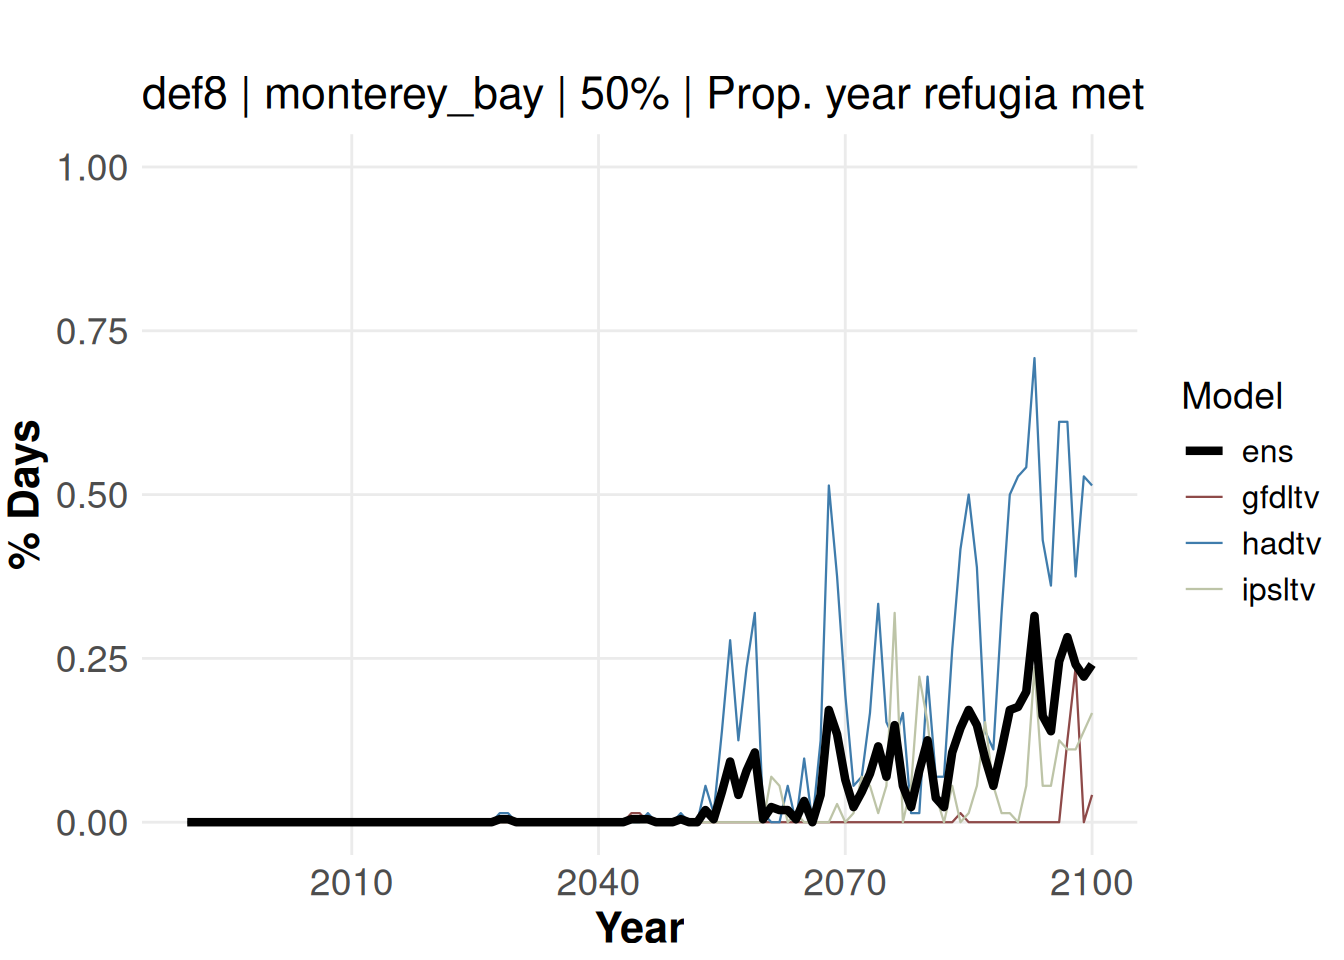 def8 | monterey_bay | 50% | Prop. year refugia met
1.00
0.75
0.50
0.25
0.00
% Days
2010 2040 2070 2100
Year
Model
ens
gfdltv
hadtv
ipsltv